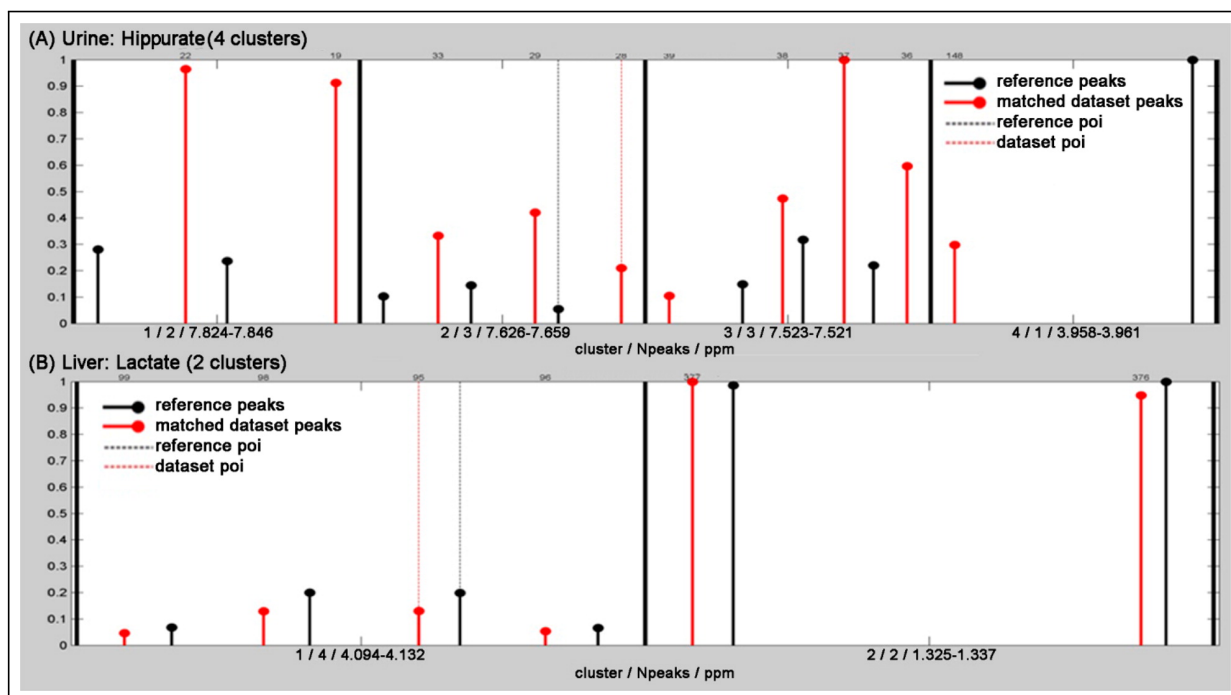 (A) Urine: Hippurate (4 clusters)
22 19 33 29 28 39 38 37 36 148
1
0.9
0.8
0.7
0.6
0.5
0.4
0.3
0.2
0.1
0
reference peaks
matched dataset peaks
reference poi
dataset poi
1 / 2 / 7.824-7.846 2 / 3 / 7.626-7.659 3 / 3 / 7.523-7.521 4 / 1 / 3.958-3.961
cluster / Npeaks / ppm
(B) Liver: Lactate (2 clusters)
99 98 95 96 337 376
1
0.9
0.8
0.7
0.6
0.5
0.4
0.3
0.2
0.1
0
reference peaks
matched dataset peaks
reference poi
dataset poi
1 / 4 / 4.094-4.132 2 / 2 / 1.325-1.337
cluster / Npeaks / ppm